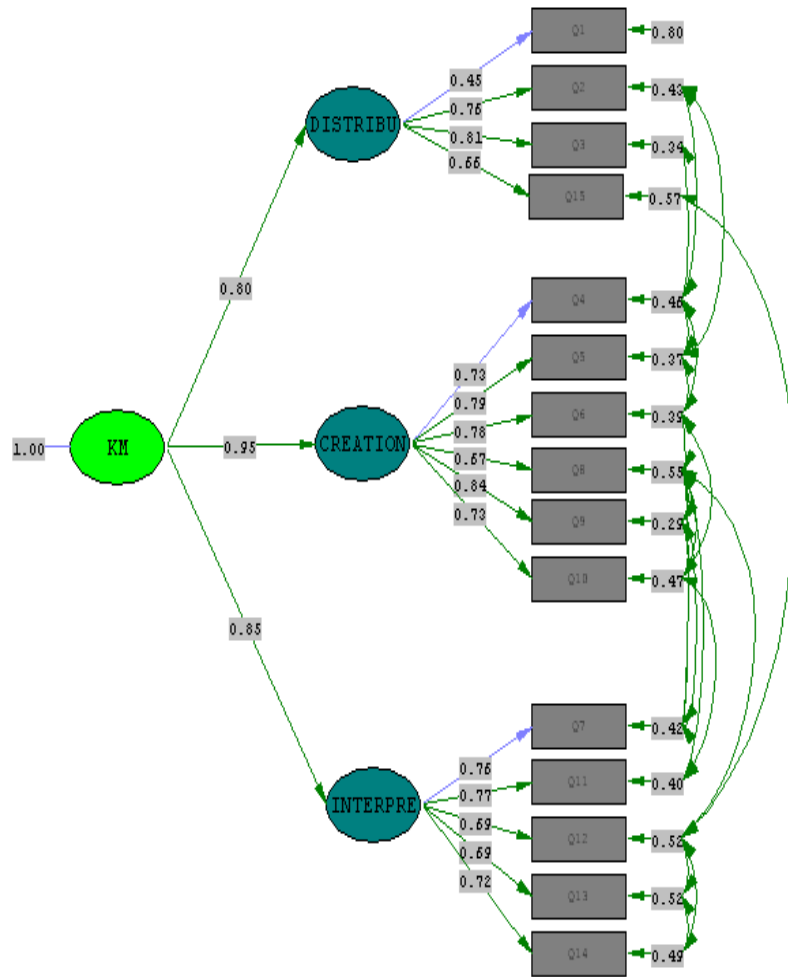 Q1
0.80
0.45
Q2
0.43
0.76
DISTRIBU
0.81
Q3
0.34
0.66
Q15
0.57
0.80
Q4
0.46
0.73
Q5
0.37
0.79
Q6
0.39
1.00
KM
0.95
CREATION
0.78
0.67
Q8
0.55
0.84
Q9
0.29
0.73
Q10
0.47
0.85
Q7
0.42
0.76
Q11
0.40
0.77
INTERPRE
0.69
Q12
0.52
0.69
0.72
Q13
0.52
Q14
0.49